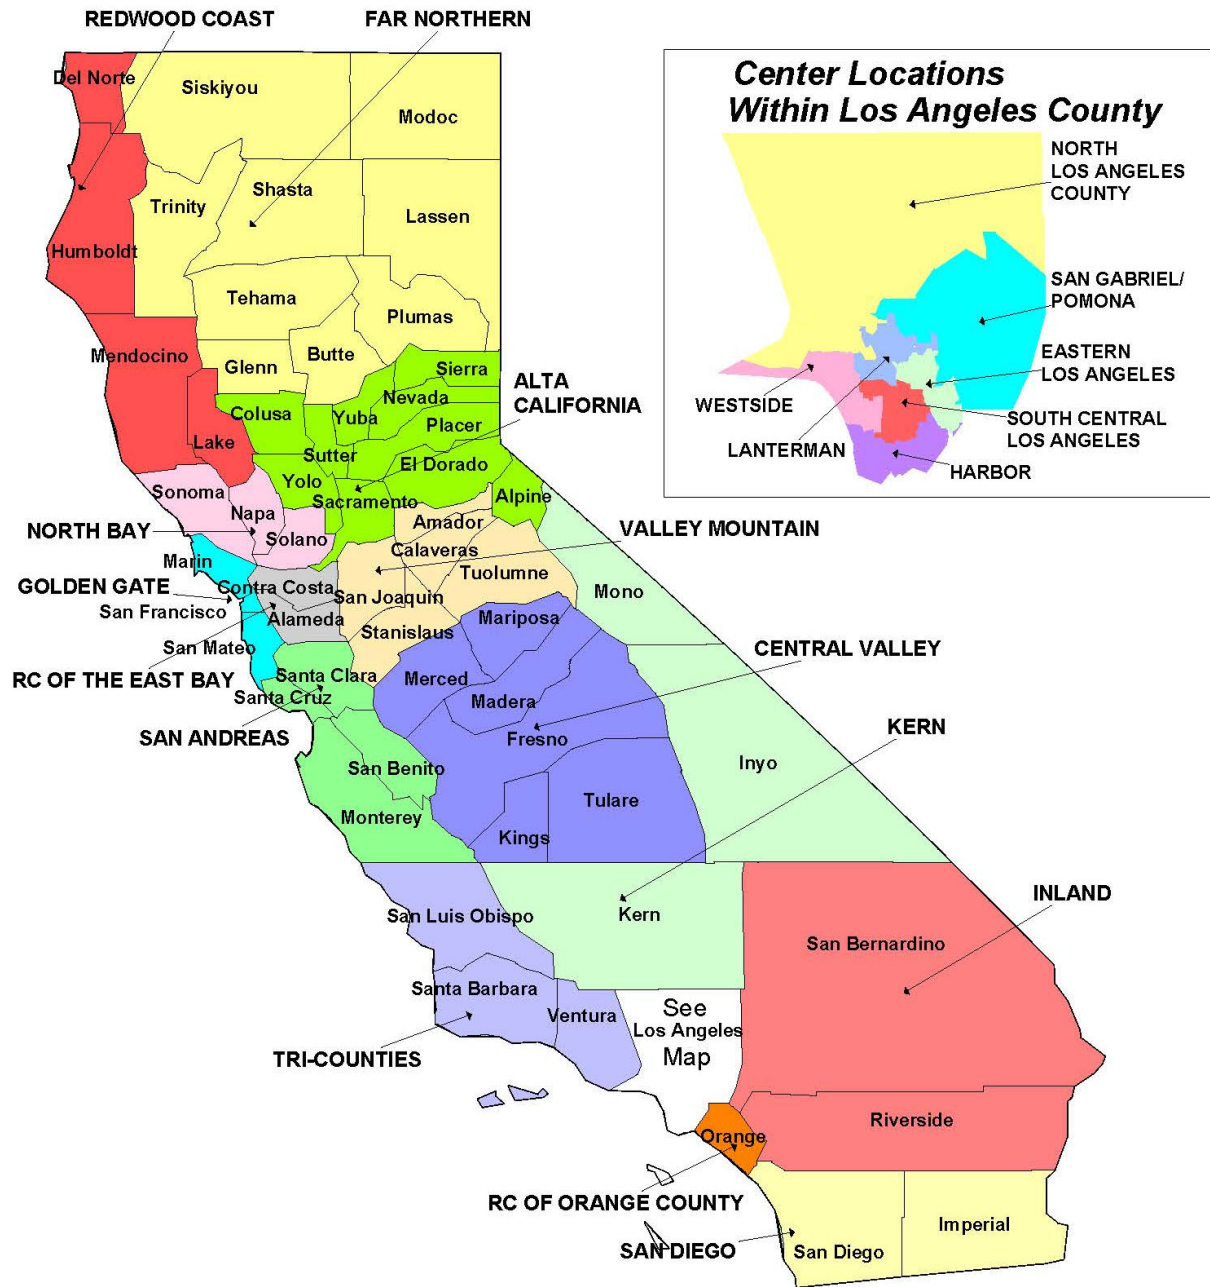 REDWOOD COAST
FAR NORTHERN
Center Locations
Within Los Angeles County
NORTH
LOS ANGELES
COUNTY
SAN GABRIEL/
POMONA
EASTERN
LOS ANGELES
WESTSIDE
SOUTH CENTRAL
LOS ANGELES
LANTERMAN
HARBOR
Del Norte
Siskiyou
Modoc
Shasta
Trinity
Lassen
Humboldt
Tehama
Plumas
Mendocino
Glenn
Butte
Sierra
ALTA
CALIFORNIA
Nevada
Colusa
Yuba
Placer
Lake
Sutter
El Dorado
Yolo
Sonoma
Sacramento
Alpine
Napa
Amador
NORTH BAY
Solano
VALLEY MOUNTAIN
Calaveras
Marin
Tuolumne
GOLDEN GATE
Contra Costa
Mono
San Joaquin
San Francisco
Alameda
Mariposa
Stanislaus
San Mateo
CENTRAL VALLEY
RC OF THE EAST BAY
Santa Clara
Merced
Santa Cruz
Madera
KERN
SAN ANDREAS
Fresno
Inyo
San Benito
Tulare
Monterey
Kings
INLAND
San Luis Obispo
Kern
San Bernardino
Santa Barbara
Ventura
See
Los Angeles
Map
TRI-COUNTIES
Riverside
Orange
RC OF ORANGE COUNTY
Imperial
SAN DIEGO
San Diego